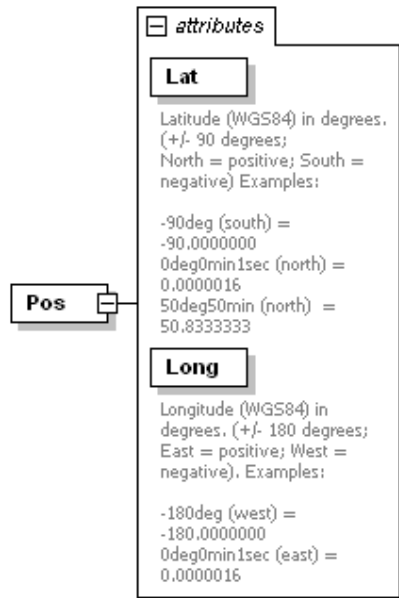 attributes
Lat
Latitude (WGS84) in degrees.
(+/- 90 degrees;
North = positive; South =
negative) Examples:
-90deg (south) =
-90.0000000
0deg0min1sec (north) =
0.0000016
50deg50min (north) =
50.8333333
Pos
Long
Longitude (WGS84) in
degrees. (+/- 180 degrees;
East = positive; West =
negative). Examples:
-180deg (west) =
-180.0000000
0deg0min1sec (east) =
0.0000016